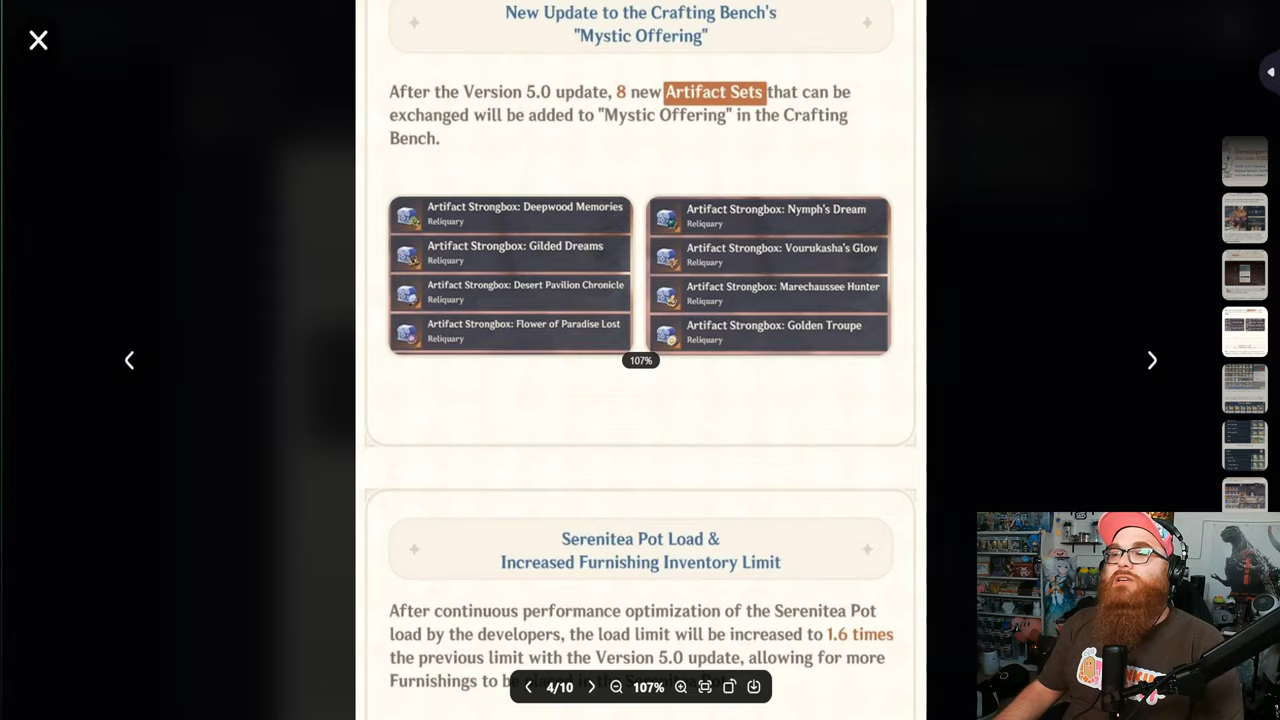 New Update to the Crafting Bench's
"Mystic Offering"
After the Version 5.0 update, 8 new Artifact Sets that can be
exchanged will be added to "Mystic Offering" in the Crafting
Bench.
Artifact Strongbox: Deepwood Memories
Reliquary
Artifact Strongbox: Gilded Dreams
Reliquary
Artifact Strongbox: Desert Pavilion Chronicle
Reliquary
Artifact Strongbox: Flower of Paradise Lost
Reliquary
Artifact Strongbox: Nymph's Dream
Reliquary
Artifact Strongbox: Vourukasha's Glow
Reliquary
Artifact Strongbox: Marechaussee Hunter
Reliquary
Artifact Strongbox: Golden Troupe
Reliquary
107%
Serenitea Pot Load &
Increased Furnishing Inventory Limit
After continuous performance optimization of the Serenitea Pot
load by the developers, the load limit will be increased to 1.6 times
the previous limit with the Version 5.0 update, allowing for more
Furnishings to be
4/10
107%